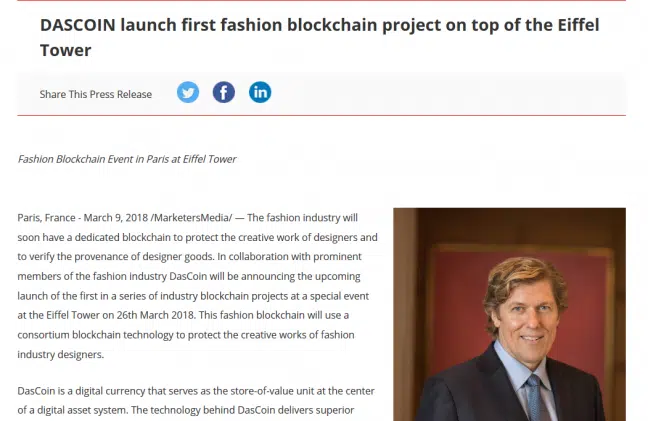 DASCOIN launch first fashion blockchain project on top of the Eiffel
Tower
Share This Press Release
Fashion Blockchain Event in Paris at Eiffel Tower
Paris, France - March 9, 2018 /MarketersMedia/ — The fashion industry will
soon have a dedicated blockchain to protect the creative work of designers and
to verify the provenance of designer goods. In collaboration with prominent
members of the fashion industry DasCoin will be announcing the upcoming
launch of the first in a series of industry blockchain projects at a special event
at the Eiffel Tower on 26th March 2018. This fashion blockchain will use a
consortium blockchain technology to protect the creative works of fashion
industry designers.
DasCoin is a digital currency that serves as the store-of-value unit at the center
of a digital asset system. The technology behind DasCoin delivers superior